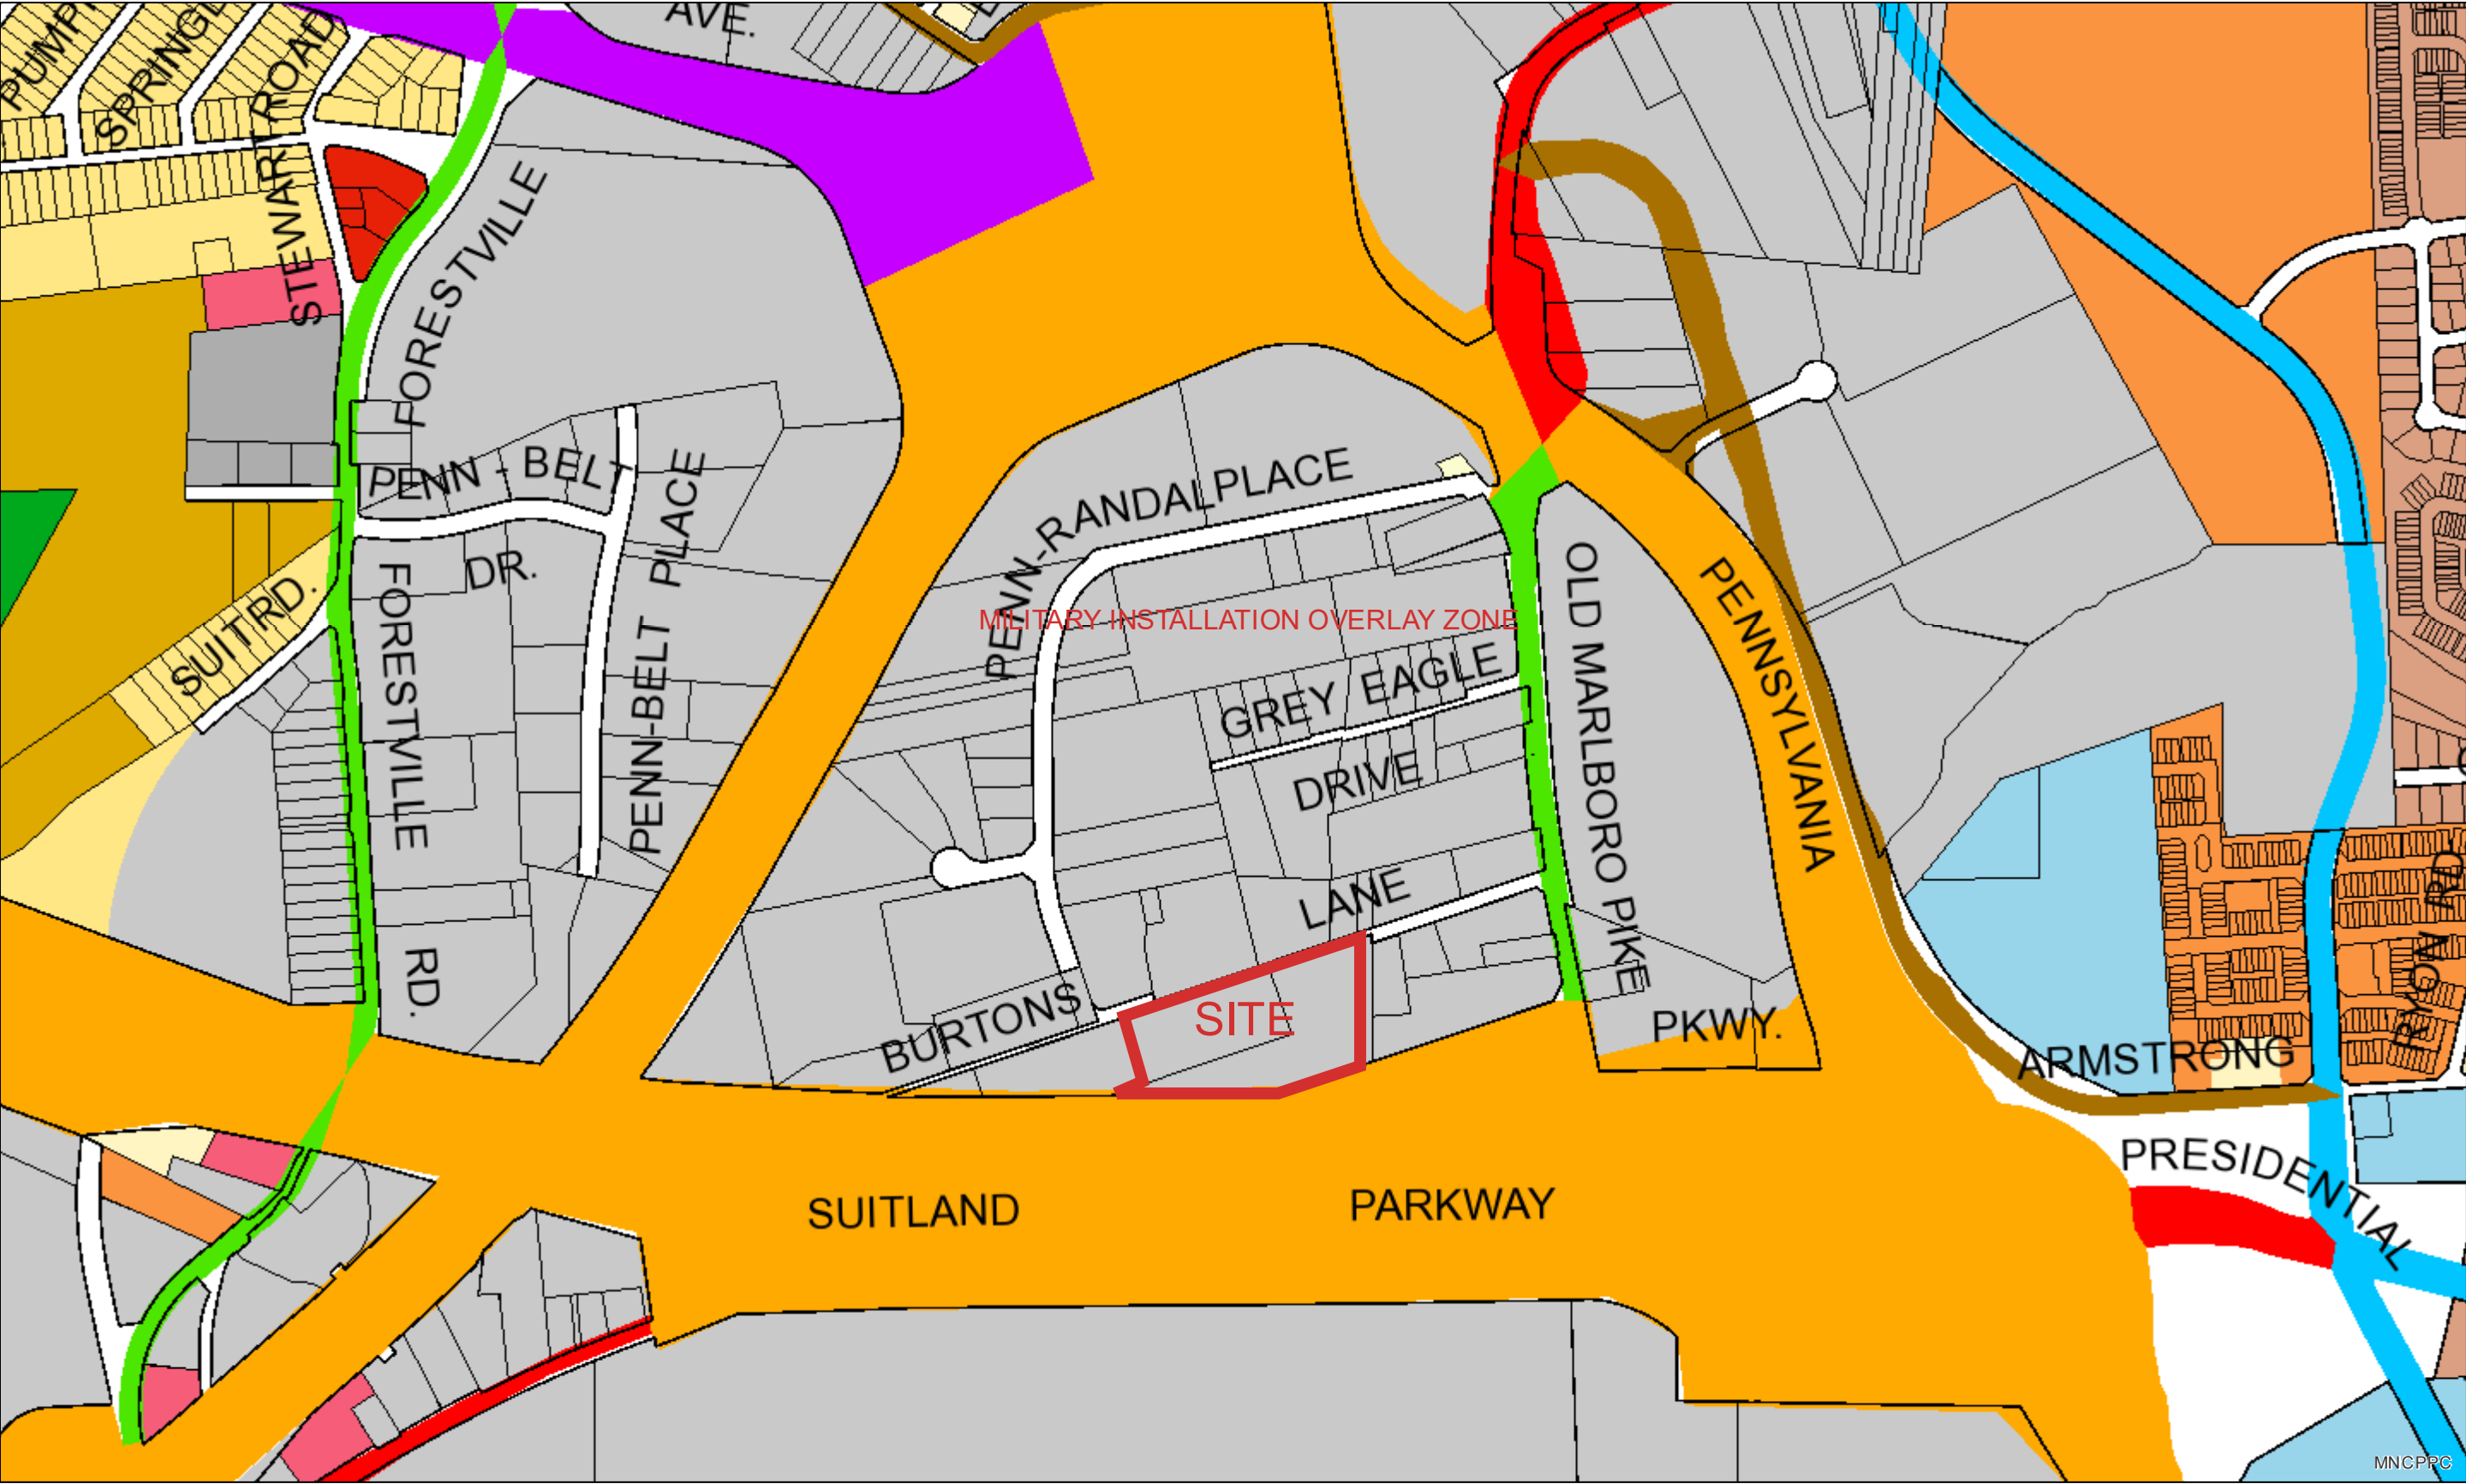 AVE.
STEWART ROAD
FORESTVILLE
PENN - BELT
DR.
PENN-BELT PLACE
SUIT RD.
FORESTVILLE
RD.
PENN-RANDAL PLACE
MILITARY INSTALLATION OVERLAY ZONE
GREY EAGLE
DRIVE
LANE
BURTONS
SITE
OLD MARLBORO PIKE
PENNSYLVANIA
PKWY.
ARMSTRONG
RYON RD.
PRESIDENTIAL
SUITLAND PARKWAY
MNCPPC